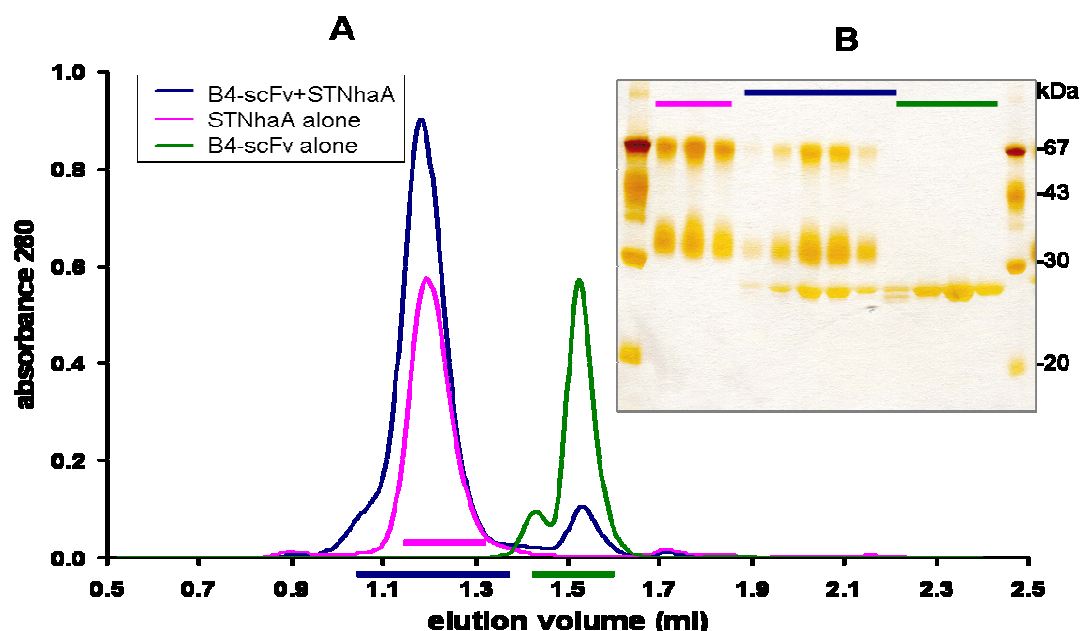 A
B
1.0
0.8
0.6
0.4
0.2
0.0
absorbance 280
B4-scFv+STNhaA
STNhaA alone
B4-scFv alone
kDa
-67
-43
-30
-20
0.5 0.7 0.9 1.1 1.3 1.5 1.7 1.9 2.1 2.3 2.5
elution volume (ml)